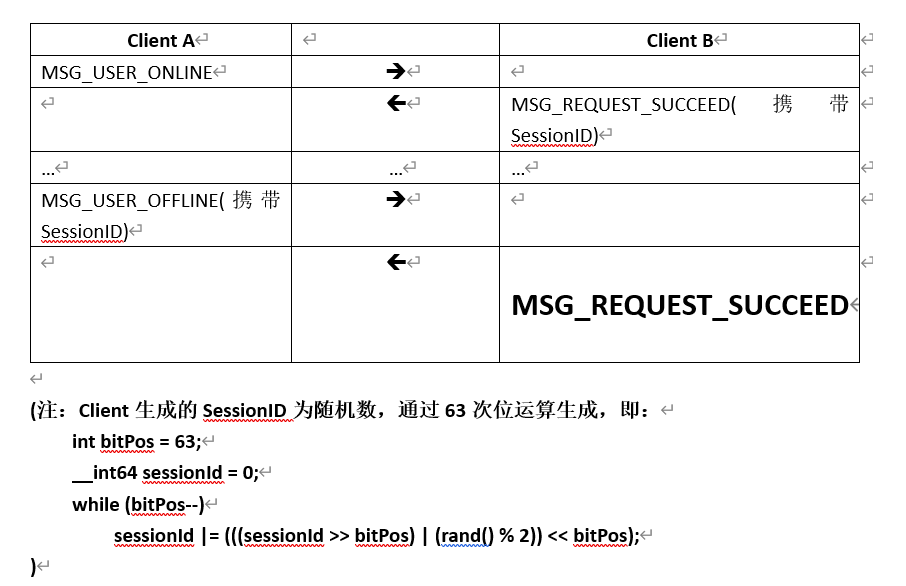 Client A Client B
MSG_USER_ONLINE →
← MSG_REQUEST_SUCCEED( 携 带
SessionID)
... ... ...
MSG_USER_OFFLINE( 携 带 →
SessionID)
←
MSG_REQUEST_SUCCEED
(注：Client 生成的 SessionID 为随机数，通过 63 次位运算生成，即：
int bitPos = 63;
__int64 sessionId = 0;
while (bitPos--)
sessionId |= (((sessionId >> bitPos) | (rand() % 2)) << bitPos);
)